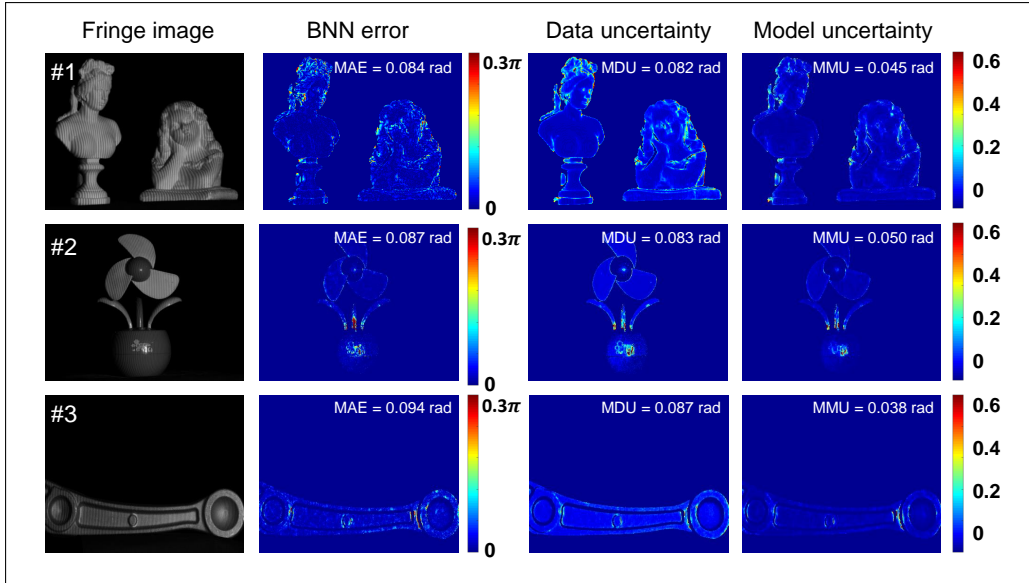 Fringe image BNN error Data uncertainty Model uncertainty
#1 MAE = 0.084 rad 0.3π MDU = 0.082 rad MMU = 0.045 rad 0.6
0.4
0.2
0 0
#2 MAE = 0.087 rad 0.3π MDU = 0.083 rad MMU = 0.050 rad 0.6
0.4
0.2
0 0
#3 MAE = 0.094 rad 0.3π MDU = 0.087 rad MMU = 0.038 rad 0.6
0.4
0.2
0 0